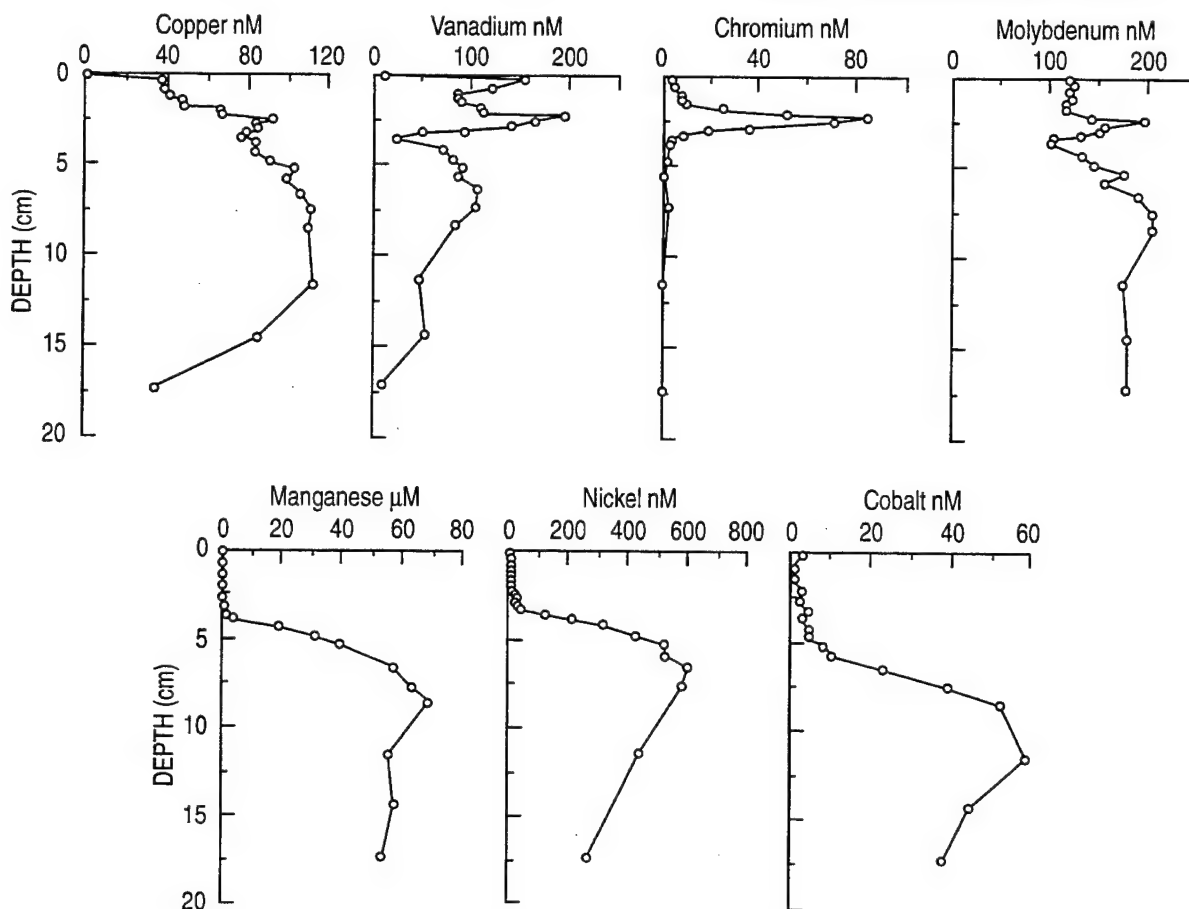 Copper nM Vanadium nM Chromium nM Molybdenum nM
0 40 80 120 0 100 200 0 40 80 0 100 200
0
5
10
15
20
DEPTH (cm)
Manganese μM Nickel nM Cobalt nM
0 20 40 60 80 0 200 400 600 800 0 20 40 60
0
5
10
15
20
DEPTH (cm)